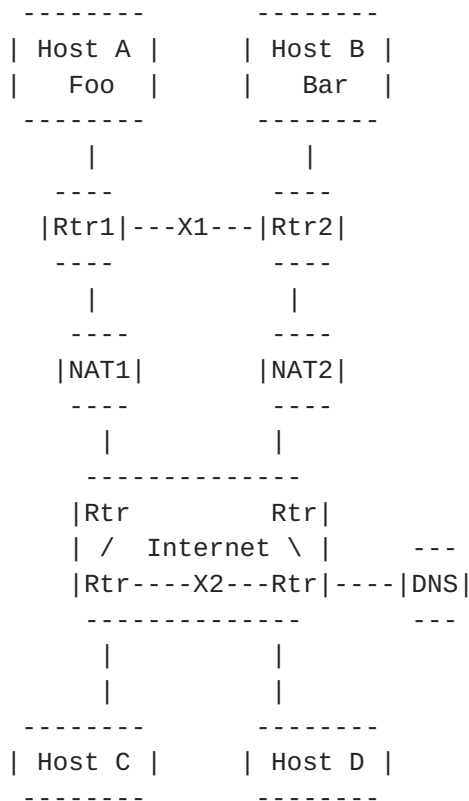 --------         --------
| Host A |     | Host B |
|   Foo  |     |   Bar  |
 --------         --------
     |             |
   ----         ----
  |Rtr1|---X1---|Rtr2|
   ----         ----
     |           |
    ----        ----
   |NAT1|      |NAT2|
    ----        ----
      |          |
     --------------
    |Rtr        Rtr|
    | /  Internet \ |     ---
    |Rtr----X2---Rtr|----|DNS|
     --------------       ---
      |          |
      |          |
 --------         --------
| Host C |     | Host D |
 --------         --------